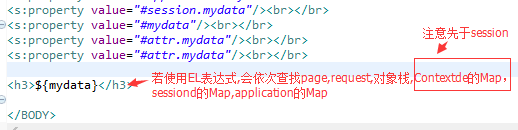 <s:property value="#session.mydata"/><br></br>
<s:property value="#mydata"/><br></br>
<s:property value="#attr.mydata"/><br></br>
<s:property value="#attr.mydata"/><br></br>
注意先于session
<h3>${mydata}</h3>
若使用EL表达式,会依次查找page,request,对象栈,Contextde的Map,
sessiond的Map,application的Map
</BODY>